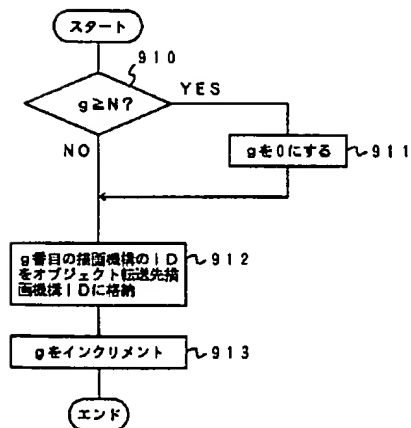 スタート
910
g≧N?
YES
NO
gを0にする
911
g番目の描画機構のID
をオブジェクト転送先描
画機構IDに格納
912
gをインクリメント
913
エンド